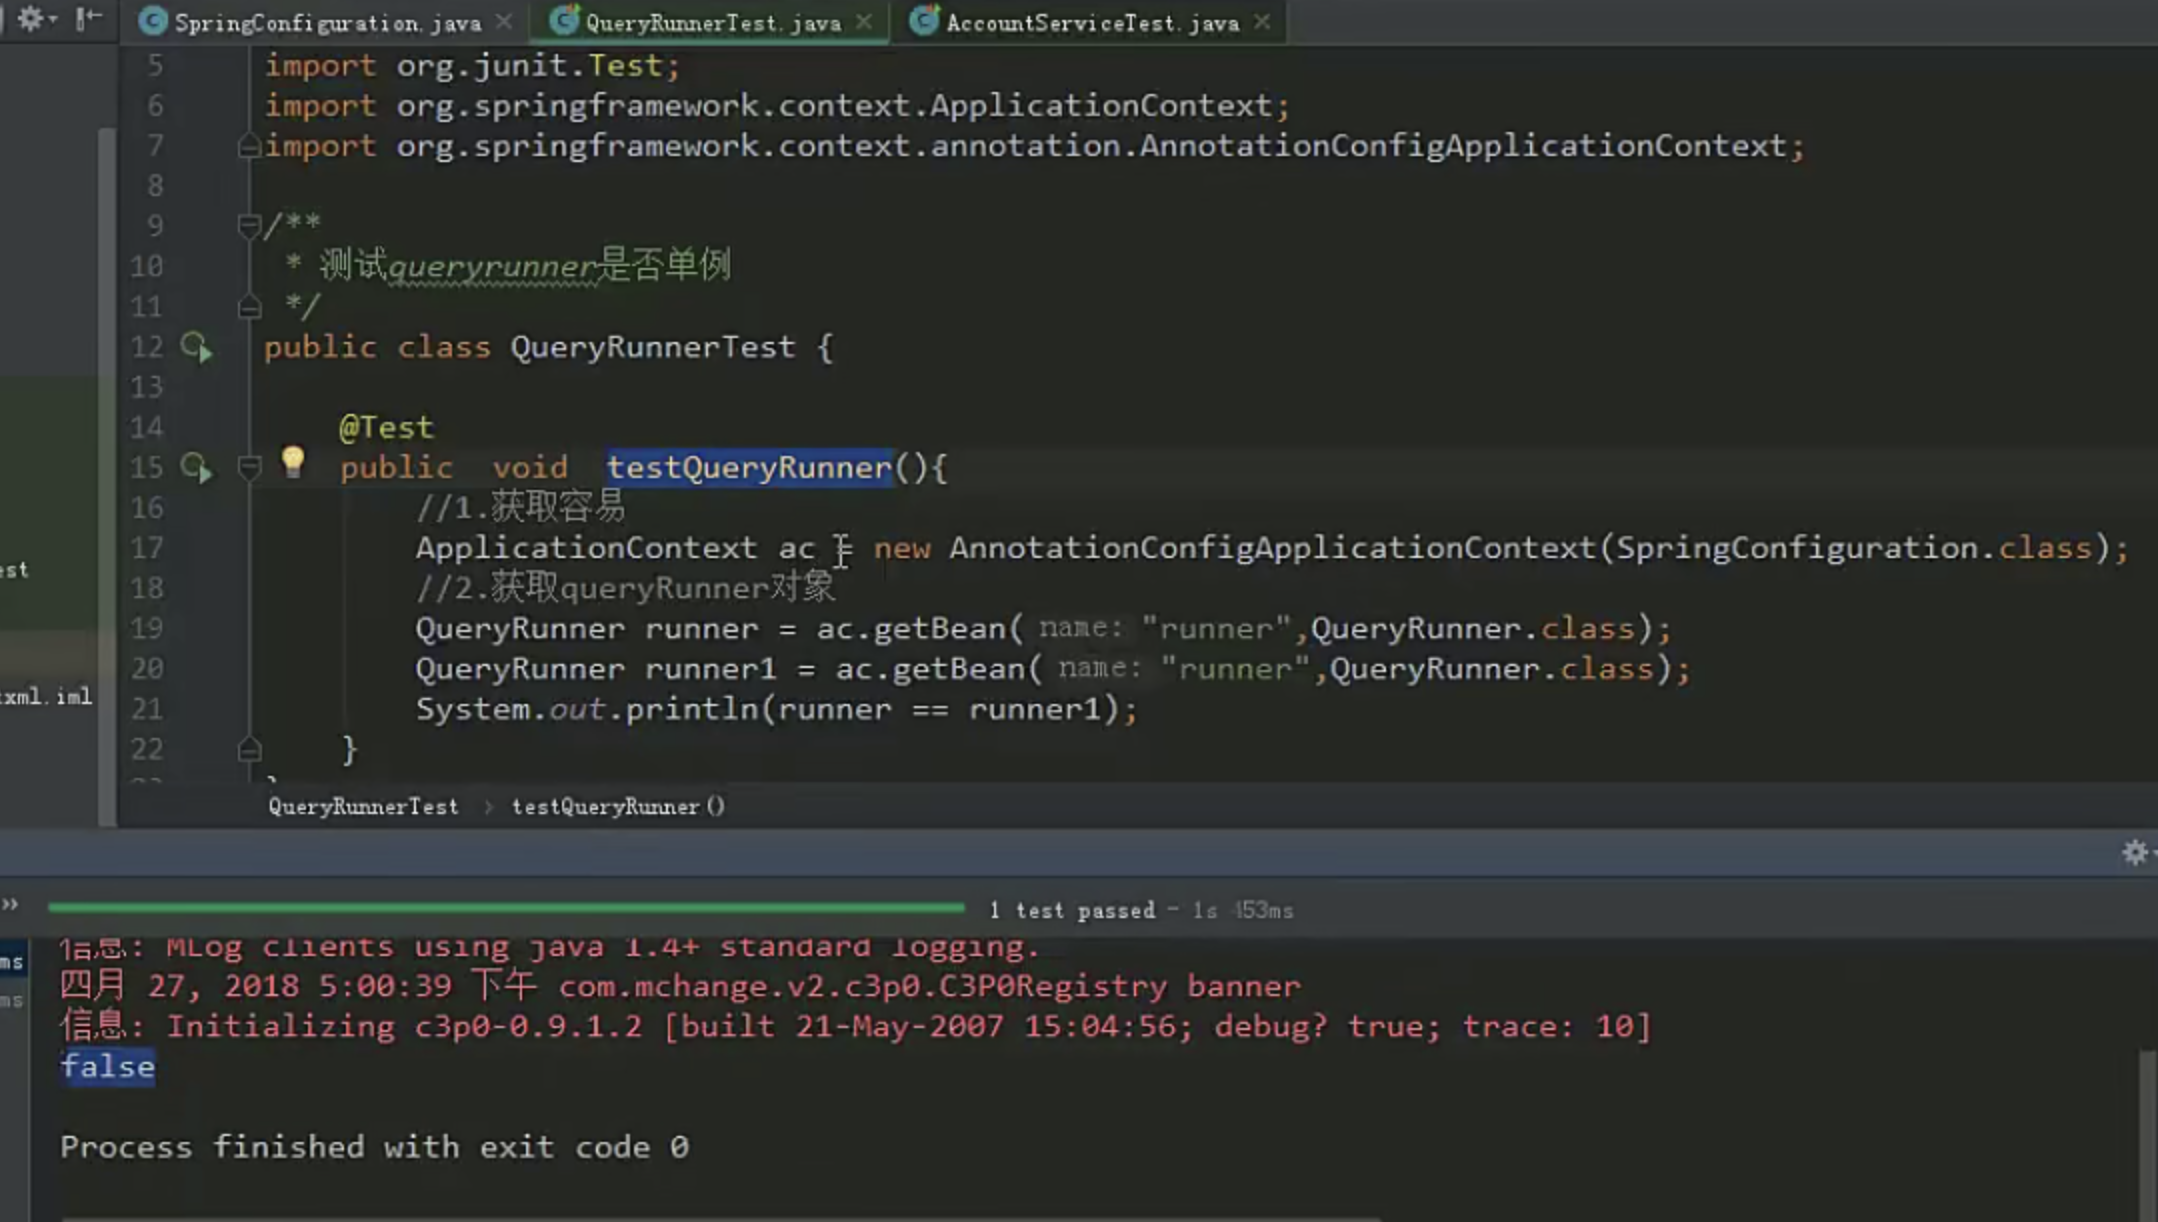 SpringConfiguration.java
QueryRunnerTest.java
AccountServiceTest.java
5 import org.junit.Test;
6 import org.springframework.context.ApplicationContext;
7 import org.springframework.context.annotation.AnnotationConfigApplicationContext;
8
9 /**
10 * 测试queryrunner是否单例
11 */
12 public class QueryRunnerTest {
13
14 @Test
15 public void testQueryRunner(){
16 //1.获取容易
17 ApplicationContext ac = new AnnotationConfigApplicationContext(SpringConfiguration.class);
18 //2.获取queryRunner对象
19 QueryRunner runner = ac.getBean( name: "runner",QueryRunner.class);
20 QueryRunner runner1 = ac.getBean( name: "runner",QueryRunner.class);
21 System.out.println(runner == runner1);
22 }
est
xml.iml
QueryRunnerTest › testQueryRunner()
» 1 test passed - 1s 453ms
ms
ms
信息: MLog clients using java 1.4+ standard logging.
四月 27, 2018 5:00:39 下午 com.mchange.v2.c3p0.C3P0Registry banner
信息: Initializing c3p0-0.9.1.2 [built 21-May-2007 15:04:56; debug? true; trace: 10]
false
Process finished with exit code 0